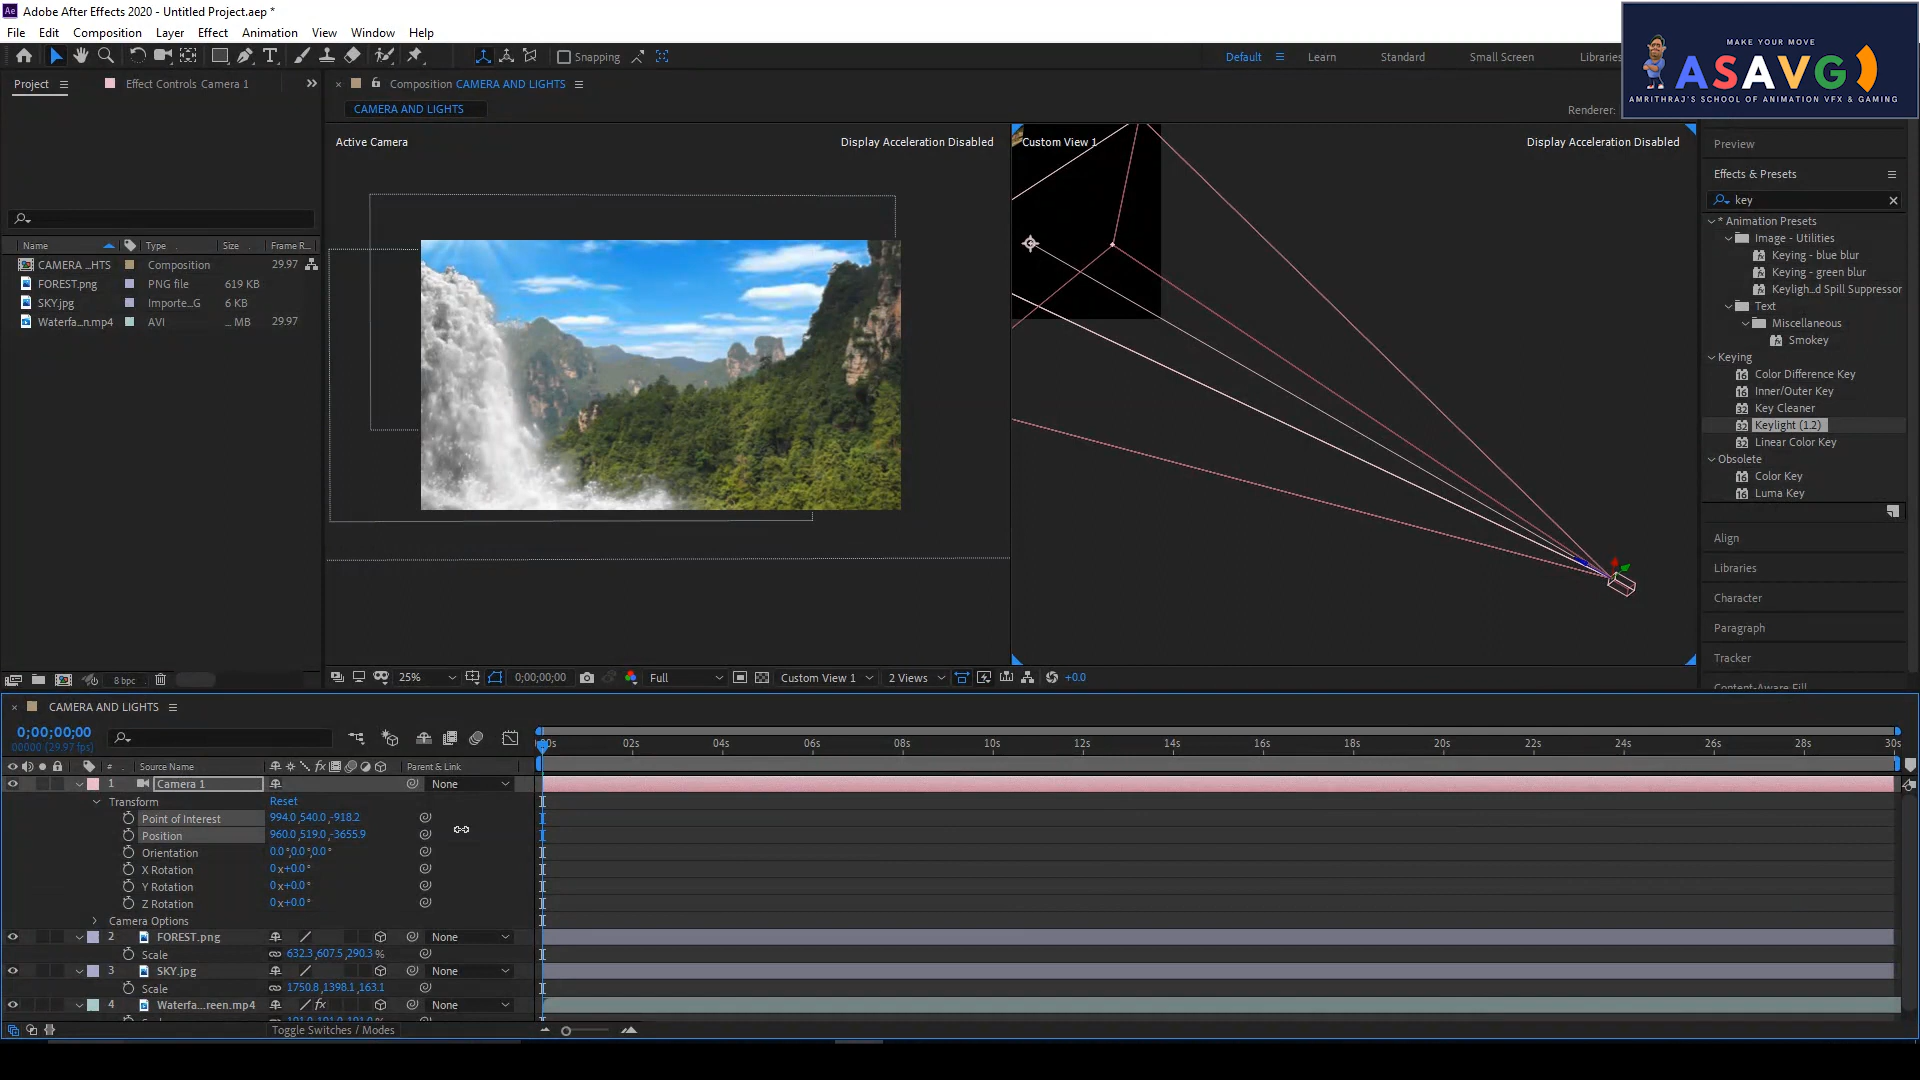 Adobe After Effects 2020 - Untitled Project.aep *
File Edit Composition Layer Effect Animation View Window Help
Snapping
Default Learn Standard Small Screen Libraries
MAKE YOUR MOVE
ASAVG
AMRITHRAJ'S SCHOOL OF ANIMATION VFX & GAMING
Project Effect Controls Camera 1
Composition CAMERA AND LIGHTS
CAMERA AND LIGHTS
Renderer:
Active Camera Display Acceleration Disabled
Custom View 1 Display Acceleration Disabled
Name Type Size Frame R...
CAMERA ...HTS Composition 29.97
FOREST.png PNG file 619 KB
SKY.jpg Importe...G 6 KB
Waterfa...n.mp4 AVI ... MB 29.97
8 bpc
25% 0;00;00;00 Full Custom View 1 2 Views +0.0
Preview
Effects & Presets
key
* Animation Presets
Image - Utilities
Keying - blue blur
Keying - green blur
Keyligh...d Spill Suppressor
Text
Miscellaneous
Smokey
Keying
Color Difference Key
Inner/Outer Key
Key Cleaner
Keylight (1.2)
Linear Color Key
Obsolete
Color Key
Luma Key
Align
Libraries
Character
Paragraph
Tracker
Content-Aware Fill
CAMERA AND LIGHTS
0;00;00;00
00000 (29.97 fps)
# Source Name Parent & Link
:00s 02s 04s 06s 08s 10s 12s 14s 16s 18s 20s 22s 24s 26s 28s 30s
1 Camera 1 None
Transform Reset
Point of Interest 994.0,540.0,-918.2
Position 960.0,519.0,-3655.9
Orientation 0.0°,0.0°,0.0°
X Rotation 0x+0.0°
Y Rotation 0x+0.0°
Z Rotation 0x+0.0°
Camera Options
2 FOREST.png None
Scale 632.3,607.5,290.3%
3 SKY.jpg None
Scale 1750.8,1398.1,163.1
4 Waterfa...reen.mp4 fx None
Toggle Switches / Modes